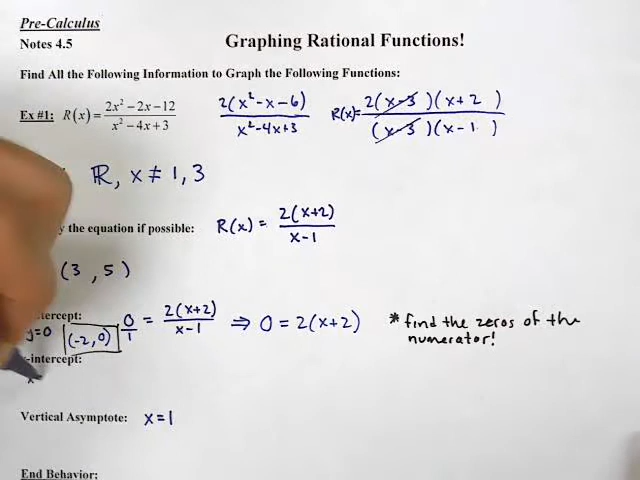 Pre-Calculus
Notes 4.5
Graphing Rational Functions!
Find All the Following Information to Graph the Following Functions:
Ex #1: R(x) = 2x² − 2x − 12 / x² − 4x + 3   2(x² - x - 6) / x² - 4x + 3   R(x) = 2(x-3)(x+2) / (x-3)(x-1)
ℝ, x ≠ 1, 3
the equation if possible: R(x) = 2(x+2) / x-1
(3, 5)
tercept:
y=0 (-2, 0) 0/1 = 2(x+2) / x-1 ⇒ 0 = 2(x+2) * find the zeros of the
numerator!
-intercept:
x
Vertical Asymptote: x = 1
End Behavior: